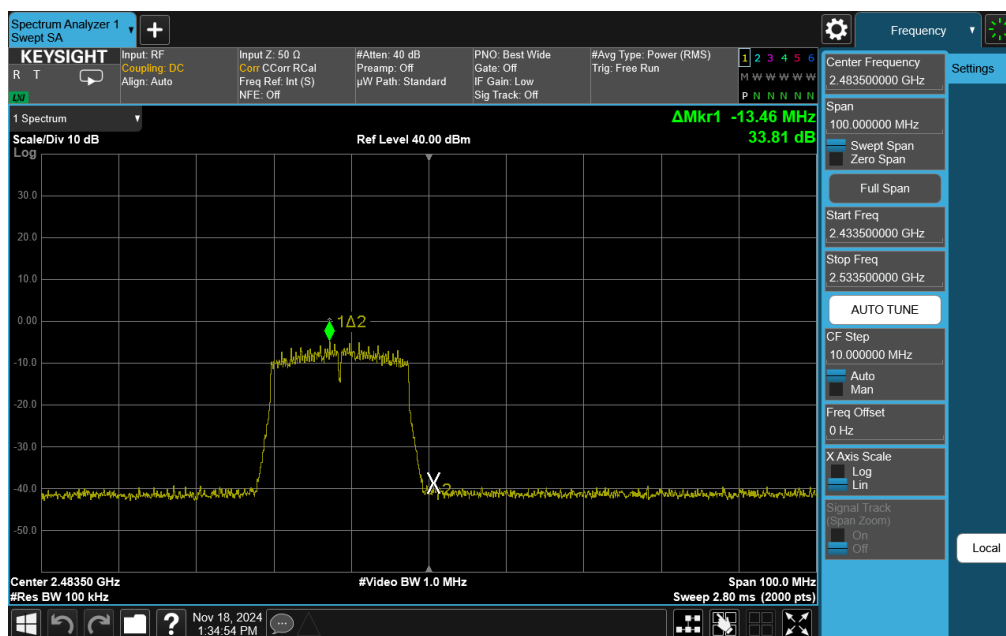 Spectrum Analyzer 1
Swept SA
Frequency
KEYSIGHT
R T
LXI
Input: RF
Coupling: DC
Align: Auto
Input Z: 50 Ω
Corr CCorr RCal
Freq Ref: Int (S)
NFE: Off
#Atten: 40 dB
Preamp: Off
µW Path: Standard
PNO: Best Wide
Gate: Off
IF Gain: Low
Sig Track: Off
#Avg Type: Power (RMS)
Trig: Free Run
1 2 3 4 5 6
M W W W W W
P N N N N N
1 Spectrum
Scale/Div 10 dB
Log
Ref Level 40.00 dBm
ΔMkr1 -13.46 MHz
33.81 dB
30.0
20.0
10.0
0.00
-10.0
-20.0
-30.0
-40.0
-50.0
1Δ2
2
Center 2.48350 GHz
#Res BW 100 kHz
#Video BW 1.0 MHz
Span 100.0 MHz
Sweep 2.80 ms (2000 pts)
Nov 18, 2024
1:34:54 PM
Center Frequency
2.483500000 GHz
Span
100.000000 MHz
Swept Span
Zero Span
Full Span
Start Freq
2.433500000 GHz
Stop Freq
2.533500000 GHz
AUTO TUNE
CF Step
10.000000 MHz
Auto
Man
Freq Offset
0 Hz
X Axis Scale
Log
Lin
Signal Track
(Span Zoom)
On
Off
Settings
Local